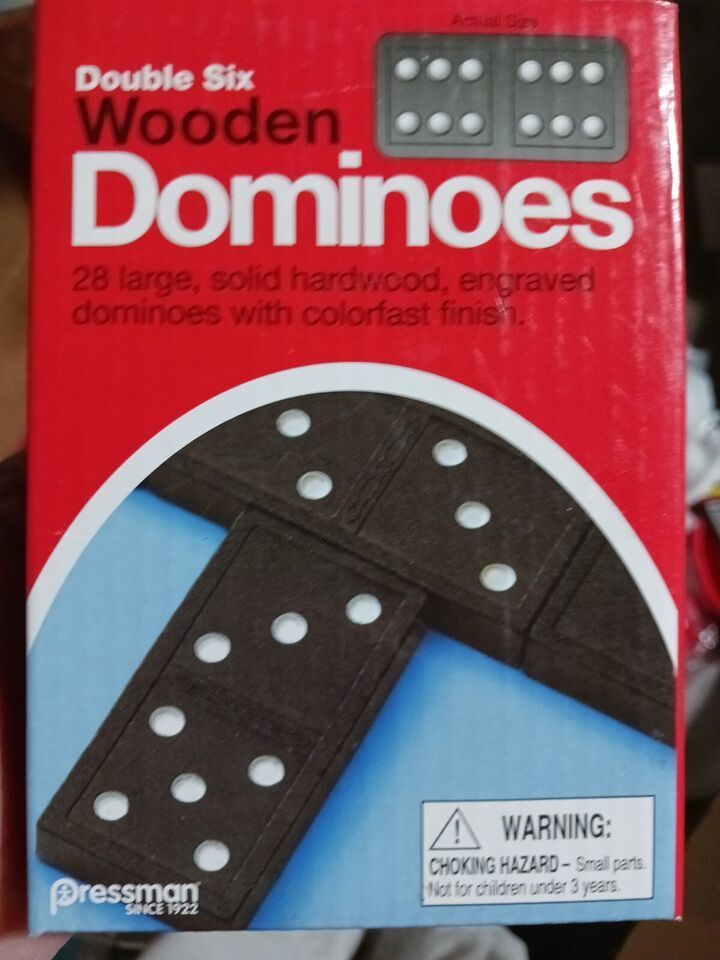 Actual Size
Double Six
Wooden
Dominoes
28 large, solid hardwood, engraved
dominoes with colorfast finish.
WARNING:
CHOKING HAZARD – Small parts.
Not for children under 3 years.
pressman
SINCE 1922